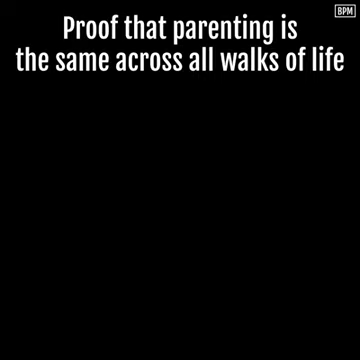 BPM
Proof that parenting is
the same across all walks of life